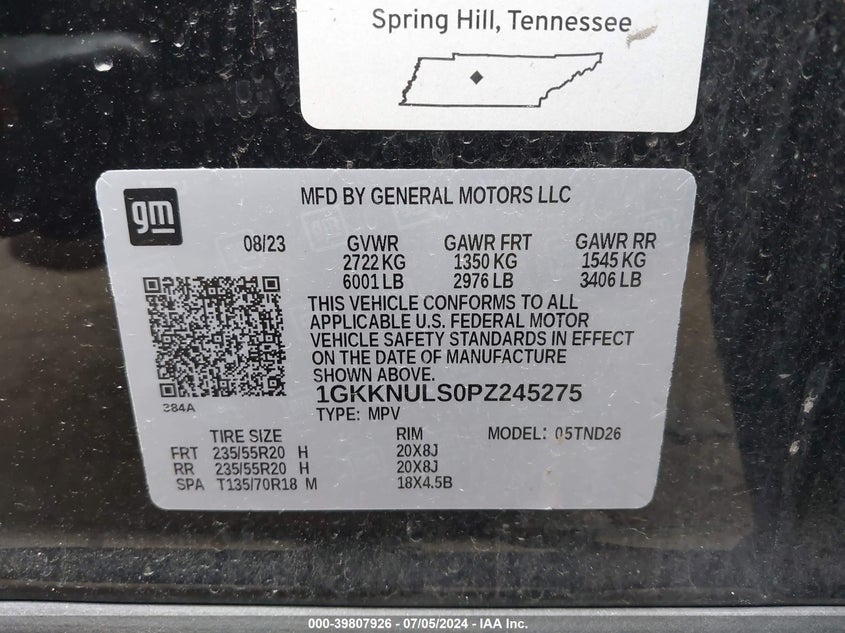 Spring Hill, Tennessee
gm
MFD BY GENERAL MOTORS LLC
08/23 GVWR GAWR FRT GAWR RR
2722 KG 1350 KG 1545 KG
6001 LB 2976 LB 3406 LB
THIS VEHICLE CONFORMS TO ALL
APPLICABLE U.S. FEDERAL MOTOR
VEHICLE SAFETY STANDARDS IN EFFECT
ON THE DATE OF MANUFACTURE
SHOWN ABOVE.
1GKKNULS0PZ245275
384A
TYPE: MPV
TIRE SIZE RIM MODEL: 05TND26
FRT 235/55R20 H 20X8J
RR 235/55R20 H 20X8J
SPA T135/70R18 M 18X4.5B
000-39807926 / 07/05/2024 - IAA Inc.